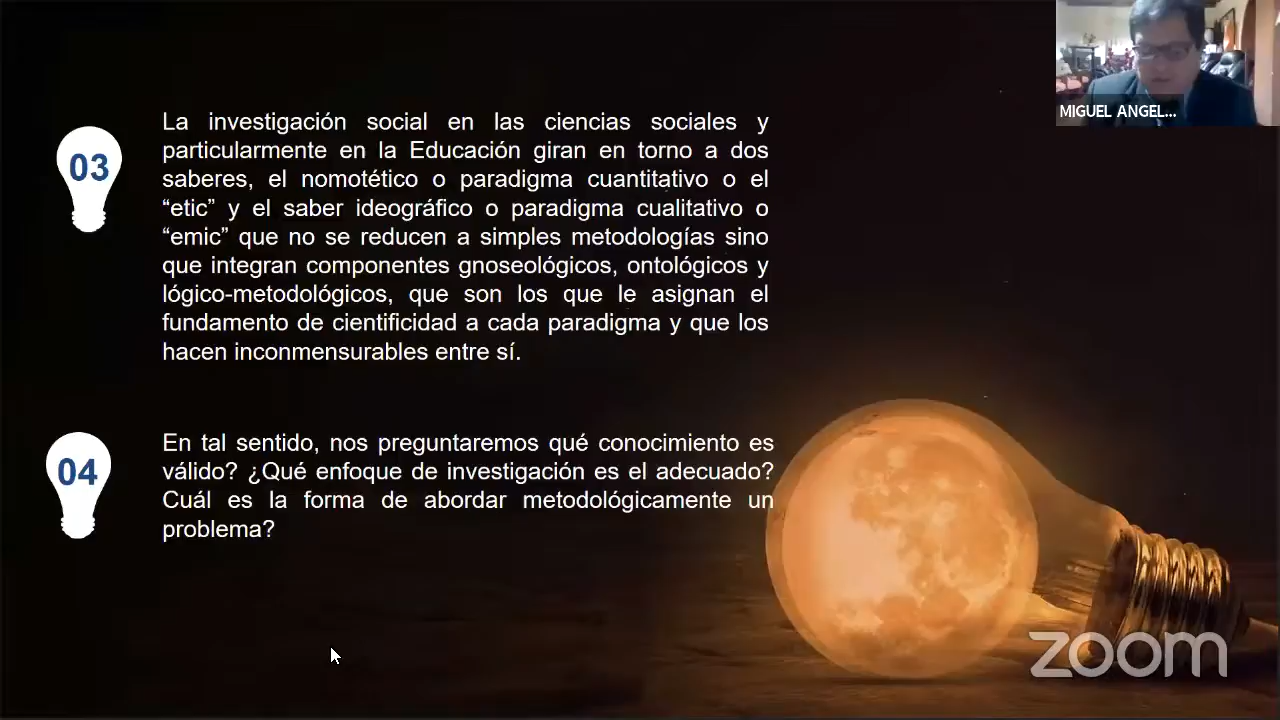 MIGUEL ANGEL...
03
La investigación social en las ciencias sociales y
particularmente en la Educación giran en torno a dos
saberes, el nomotético o paradigma cuantitativo o el
“etic” y el saber ideográfico o paradigma cualitativo o
“emic” que no se reducen a simples metodologías sino
que integran componentes gnoseológicos, ontológicos y
lógico-metodológicos, que son los que le asignan el
fundamento de cientificidad a cada paradigma y que los
hacen inconmensurables entre sí.
04
En tal sentido, nos preguntaremos qué conocimiento es
válido? ¿Qué enfoque de investigación es el adecuado?
Cuál es la forma de abordar metodológicamente un
problema?
zoom